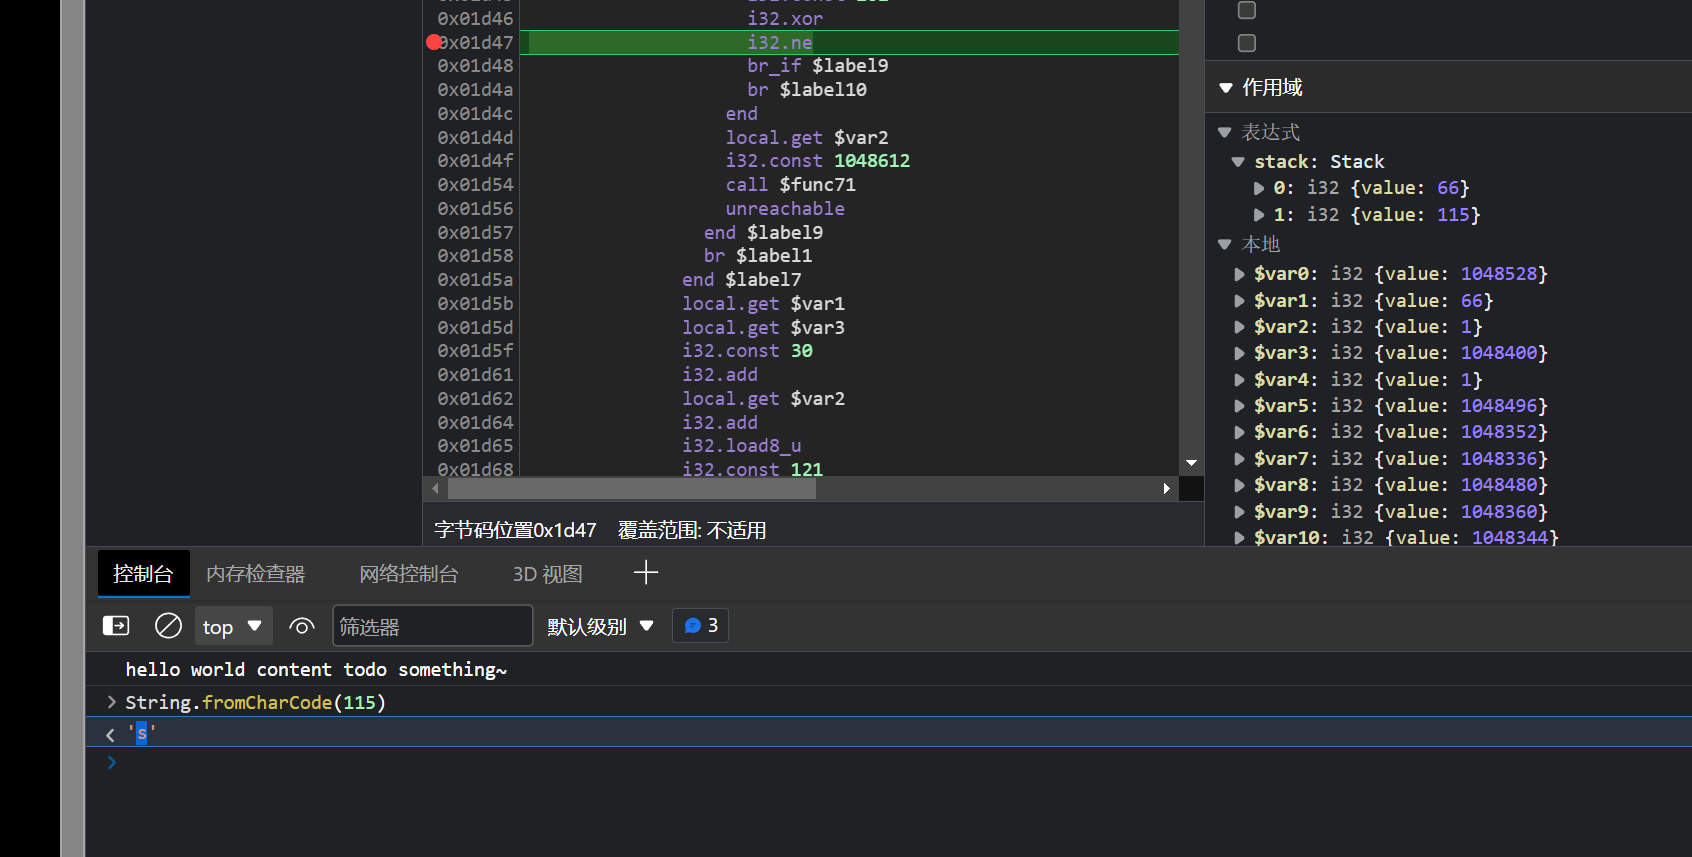 0x01d46 i32.xor
0x01d47 i32.ne
0x01d48 br_if $label9
0x01d4a br $label10
0x01d4c end
0x01d4d local.get $var2
0x01d4f i32.const 1048612
0x01d54 call $func71
0x01d56 unreachable
0x01d57 end $label9
0x01d58 br $label1
0x01d5a end $label7
0x01d5b local.get $var1
0x01d5d local.get $var3
0x01d5f i32.const 30
0x01d61 i32.add
0x01d62 local.get $var2
0x01d64 i32.add
0x01d65 i32.load8_u
0x01d68 i32.const 121
字节码位置0x1d47 覆盖范围: 不适用
作用域
表达式
stack: Stack
0: i32 {value: 66}
1: i32 {value: 115}
本地
$var0: i32 {value: 1048528}
$var1: i32 {value: 66}
$var2: i32 {value: 1}
$var3: i32 {value: 1048400}
$var4: i32 {value: 1}
$var5: i32 {value: 1048496}
$var6: i32 {value: 1048352}
$var7: i32 {value: 1048336}
$var8: i32 {value: 1048480}
$var9: i32 {value: 1048360}
$var10: i32 {value: 1048344}
控制台 内存检查器 网络控制台 3D 视图
top 筛选器 默认级别 3
hello world content todo something~
String.fromCharCode(115)
's'